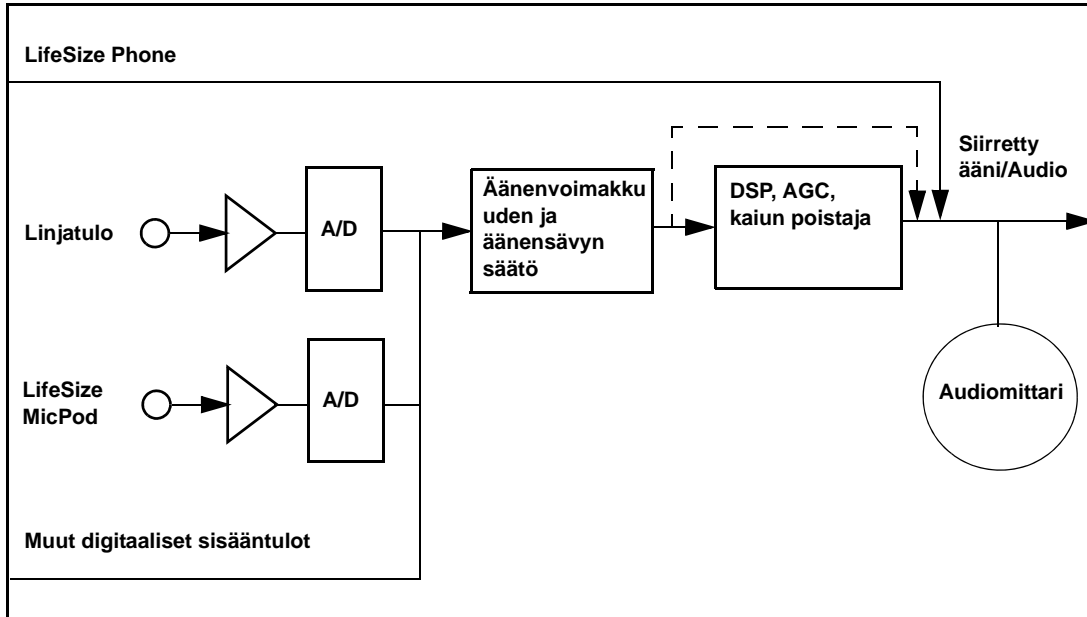 LifeSize Phone
Siirretty
ääni/Audio
Linjatulo
A/D
Äänenvoimakku
uden ja
äänensävyn
säätö
DSP, AGC,
kaiun poistaja
LifeSize
MicPod
A/D
Audiomittari
Muut digitaaliset sisääntulot